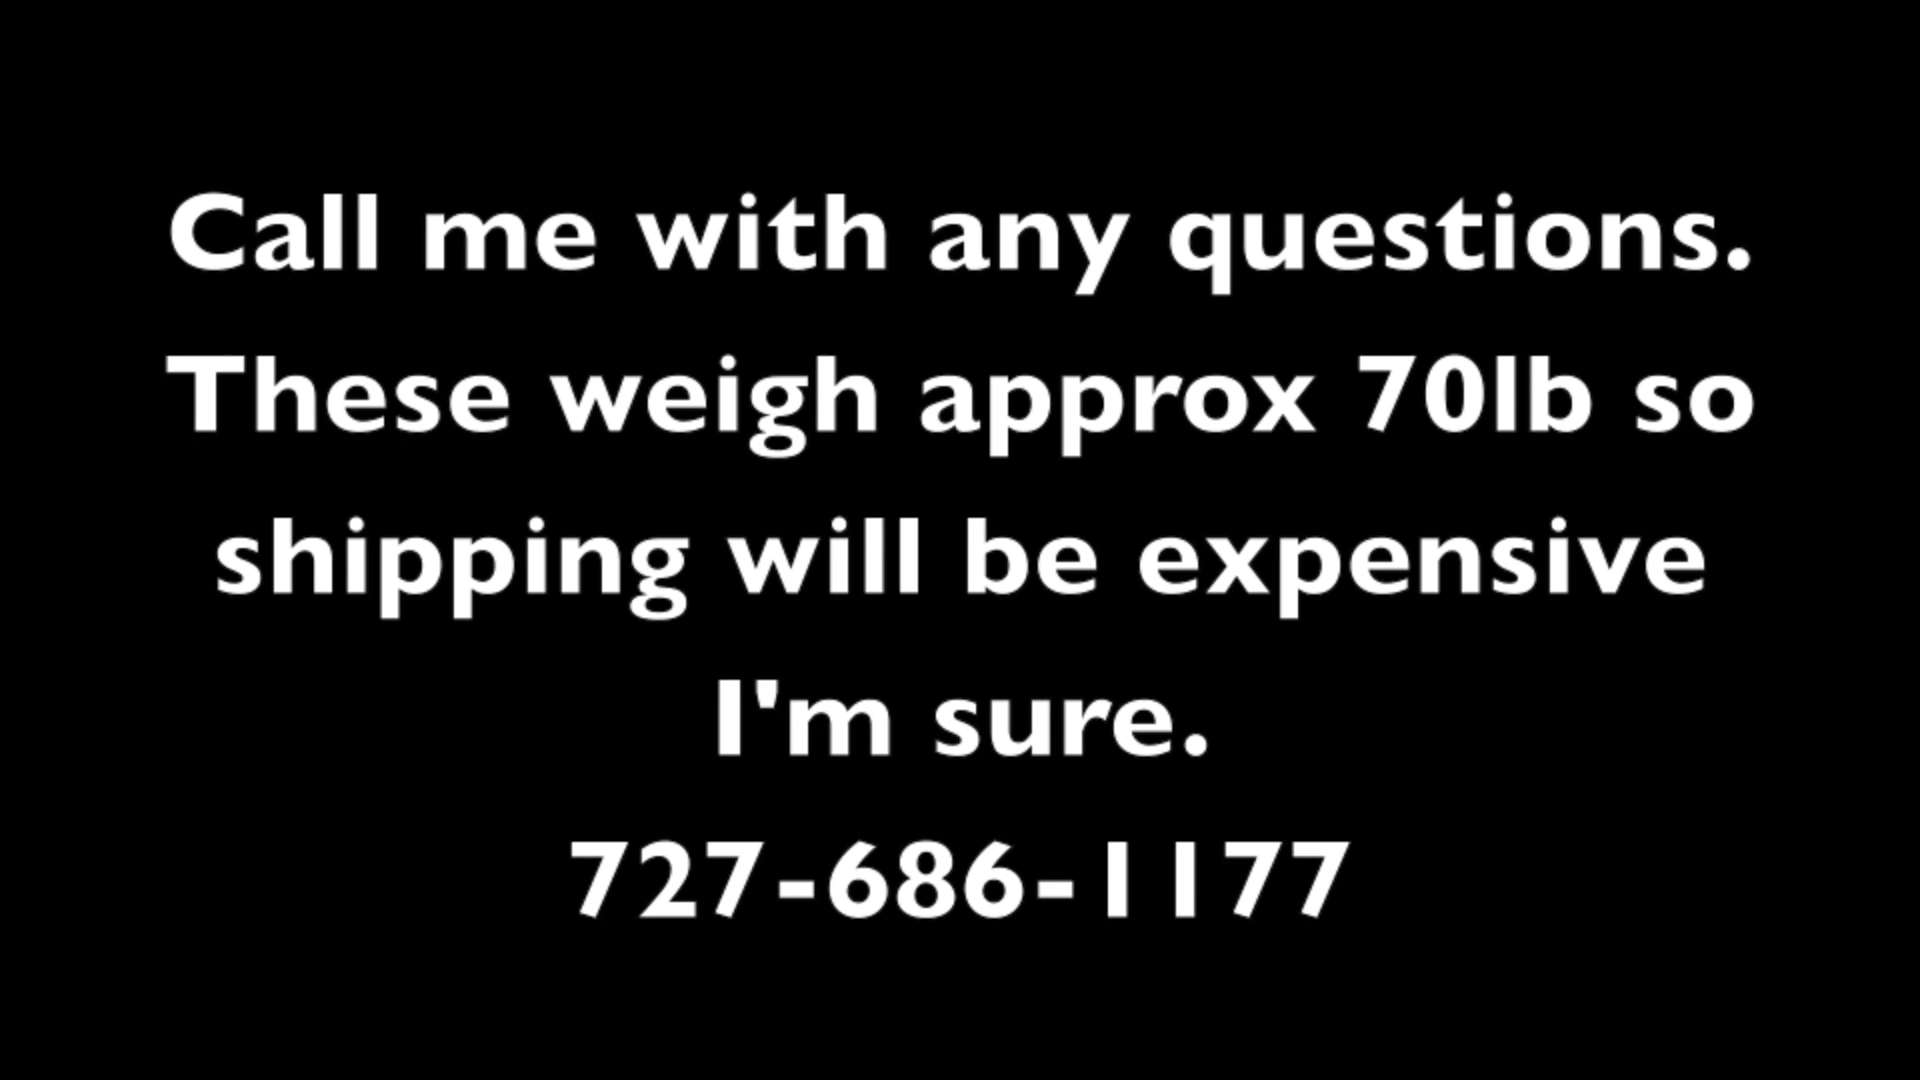 Call me with any questions.
These weigh approx 70lb so
shipping will be expensive
I'm sure.
727-686-1177